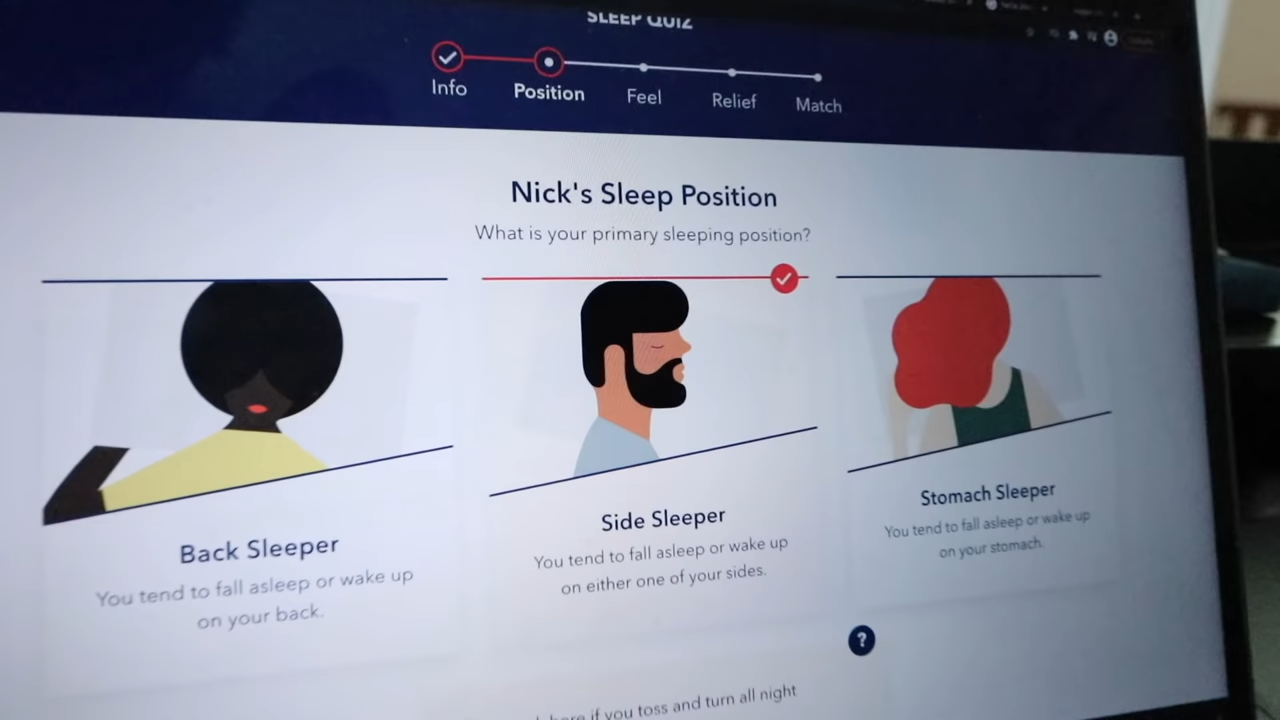 SLEEP QUIZ
Info
Position
Feel
Relief
Match
Nick's Sleep Position
What is your primary sleeping position?
Back Sleeper
You tend to fall asleep or wake up
on your back.
Side Sleeper
You tend to fall asleep or wake up
on either one of your sides.
Stomach Sleeper
You tend to fall asleep or wake up
on your stomach.
?
here if you toss and turn all night